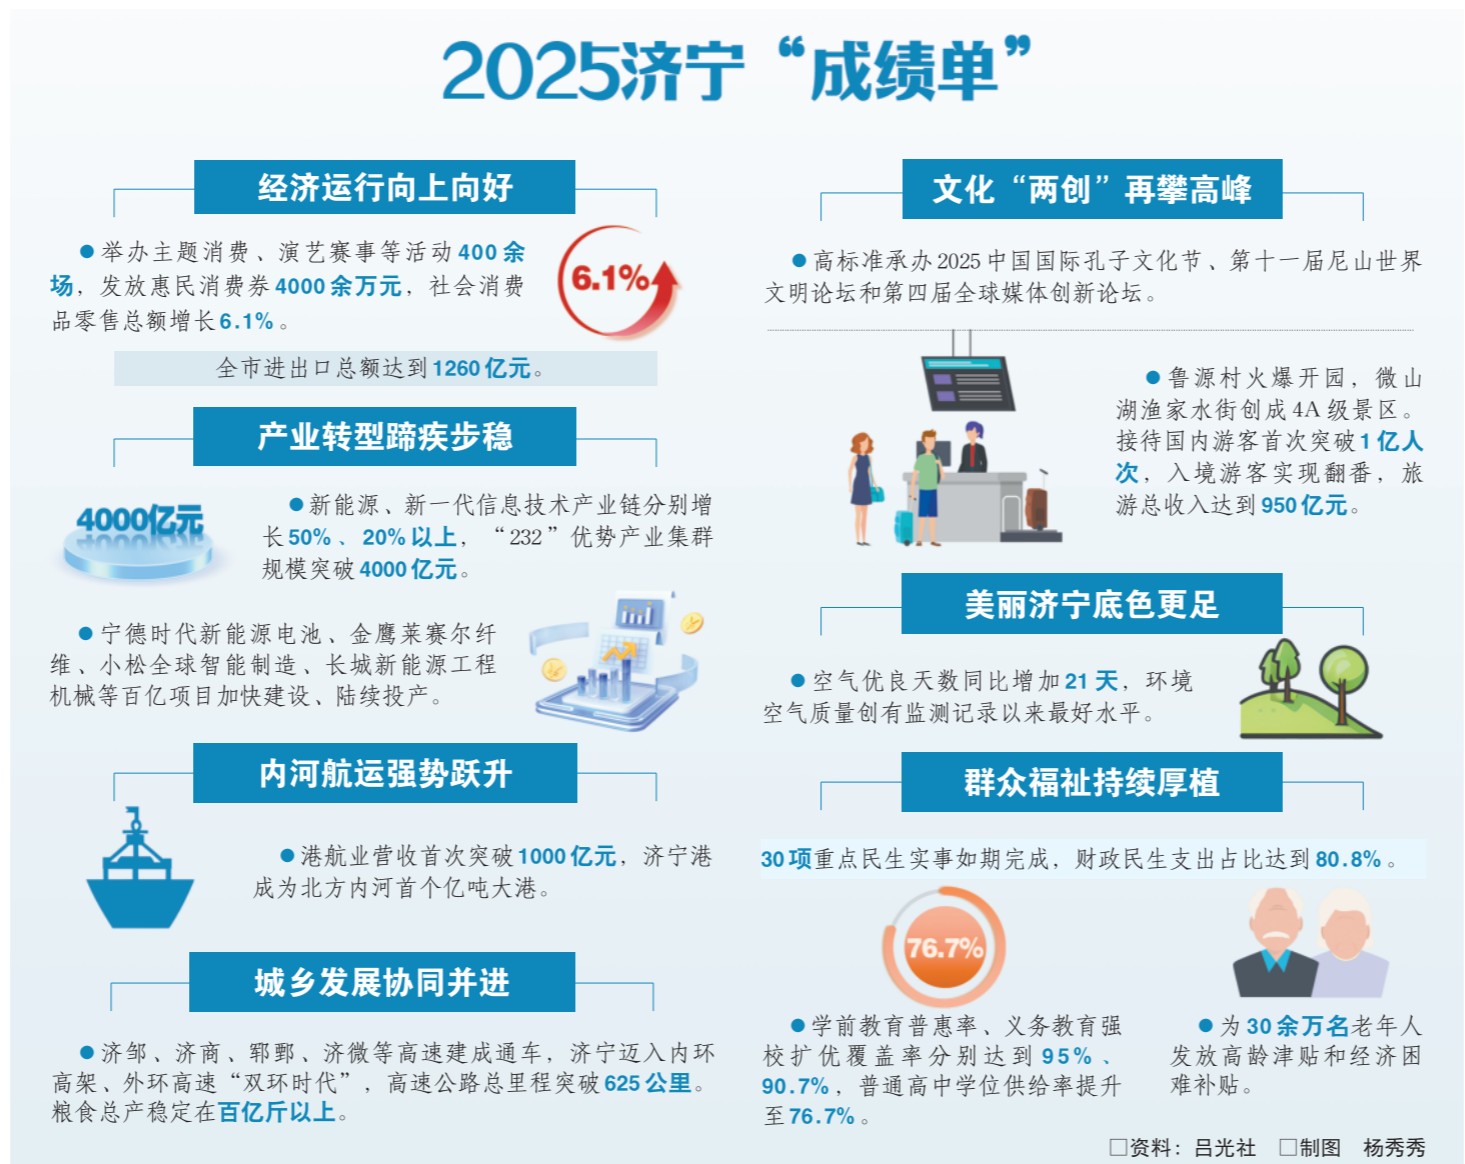 2025济宁“成绩单”
经济运行向上向好
●举办主题消费、演艺赛事等活动400余
场，发放惠民消费券4000余万元，社会消费
品零售总额增长6.1%。
6.1%
全市进出口总额达到1260亿元。
产业转型蹄疾步稳
4000亿元
●新能源、新一代信息技术产业链分别增
长50%、20%以上，“232”优势产业集群
规模突破4000亿元。
●宁德时代新能源电池、金鹰莱赛尔纤
维、小松全球智能制造、长城新能源工程
机械等百亿项目加快建设、陆续投产。
内河航运强势跃升
●港航业营收首次突破1000亿元，济宁港
成为北方内河首个亿吨大港。
城乡发展协同并进
●济邹、济商、郓鄄、济微等高速建成通车，济宁迈入内环
高架、外环高速“双环时代”，高速公路总里程突破625公里。
粮食总产稳定在百亿斤以上。
文化“两创”再攀高峰
●高标准承办2025中国国际孔子文化节、第十一届尼山世界
文明论坛和第四届全球媒体创新论坛。
●鲁源村火爆开园，微山
湖渔家水街创成4A级景区。
接待国内游客首次突破1亿人
次，入境游客实现翻番，旅
游总收入达到950亿元。
美丽济宁底色更足
●空气优良天数同比增加21天，环境
空气质量创有监测记录以来最好水平。
群众福祉持续厚植
30项重点民生实事如期完成，财政民生支出占比达到80.8%。
76.7%
●学前教育普惠率、义务教育强
校扩优覆盖率分别达到95%、
90.7%，普通高中学位供给率提升
至76.7%。
●为30余万名老年人
发放高龄津贴和经济困
难补贴。
□资料：吕光社 □制图 杨秀秀